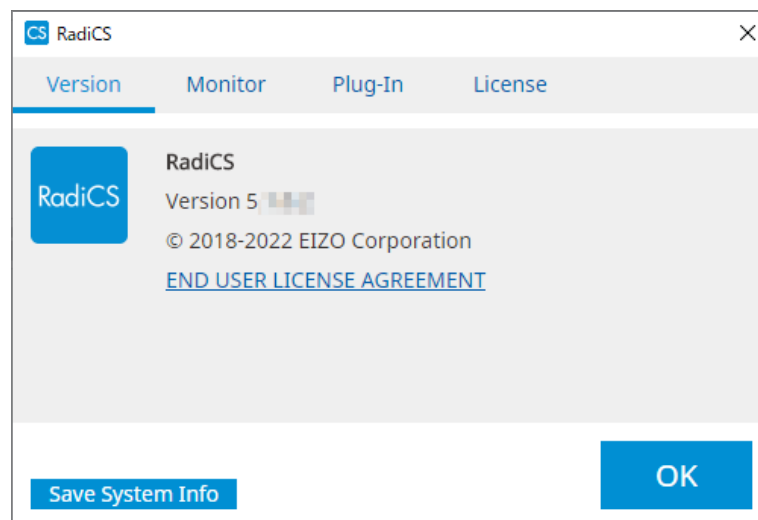 CS RadiCS
Version Monitor Plug-In License
RadiCS
RadiCS
Version 5
© 2018-2022 EIZO Corporation
END USER LICENSE AGREEMENT
OK
Save System Info